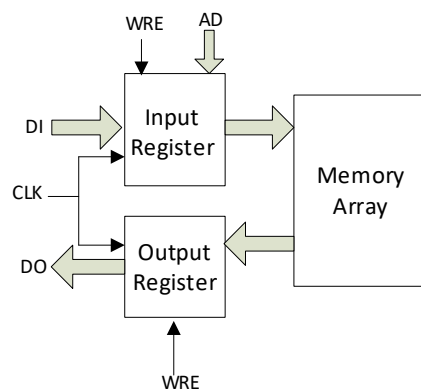 WRE
AD
DI
Input
Register
CLK
Memory
Array
DO
Output
Register
WRE